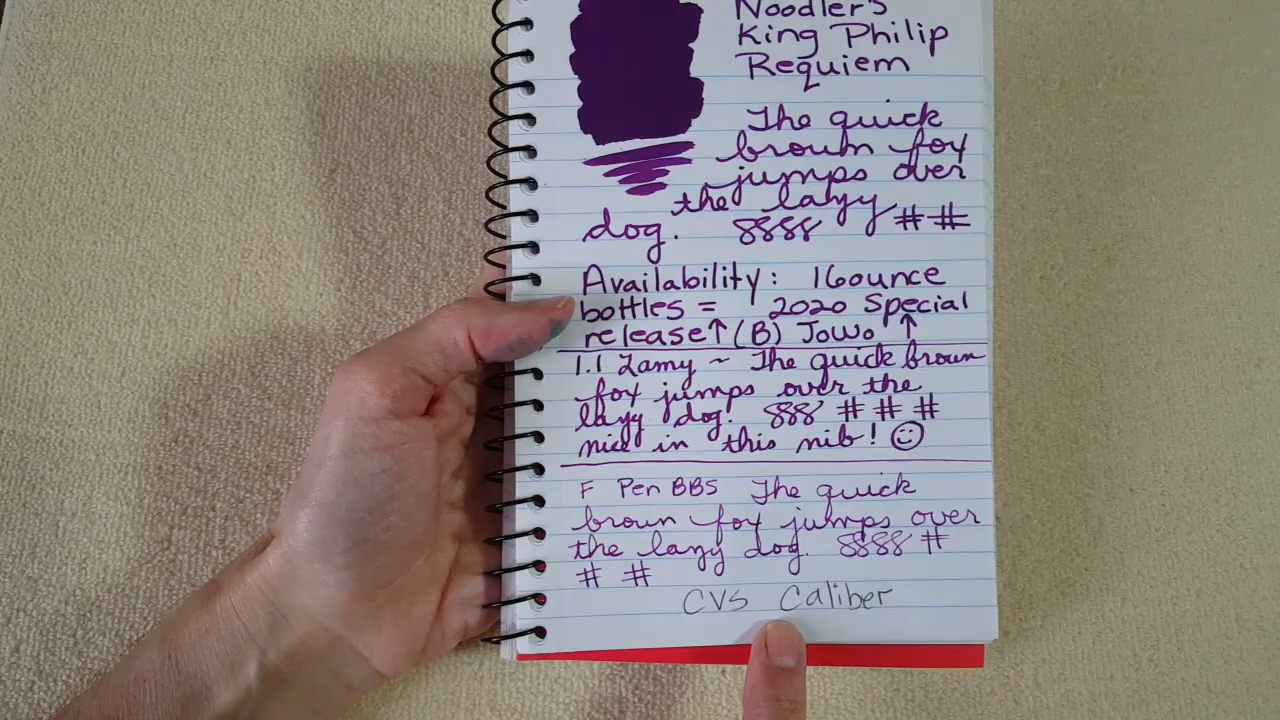 Noodler's
King Philip
Requiem
The quick
brown fox
jumps over
the lazy
dog. 8888 # #
Availability: 16 ounce
bottles = 2020 Special
release ↑ (B) JoWo ↑
1.1 Lamy ~ The quick brown
fox jumps over the
lazy dog. 888 # # #
nice in this nib! ☺
F Pen BBS The quick
brown fox jumps over
the lazy dog. 8888 #
# #
CVS Caliber